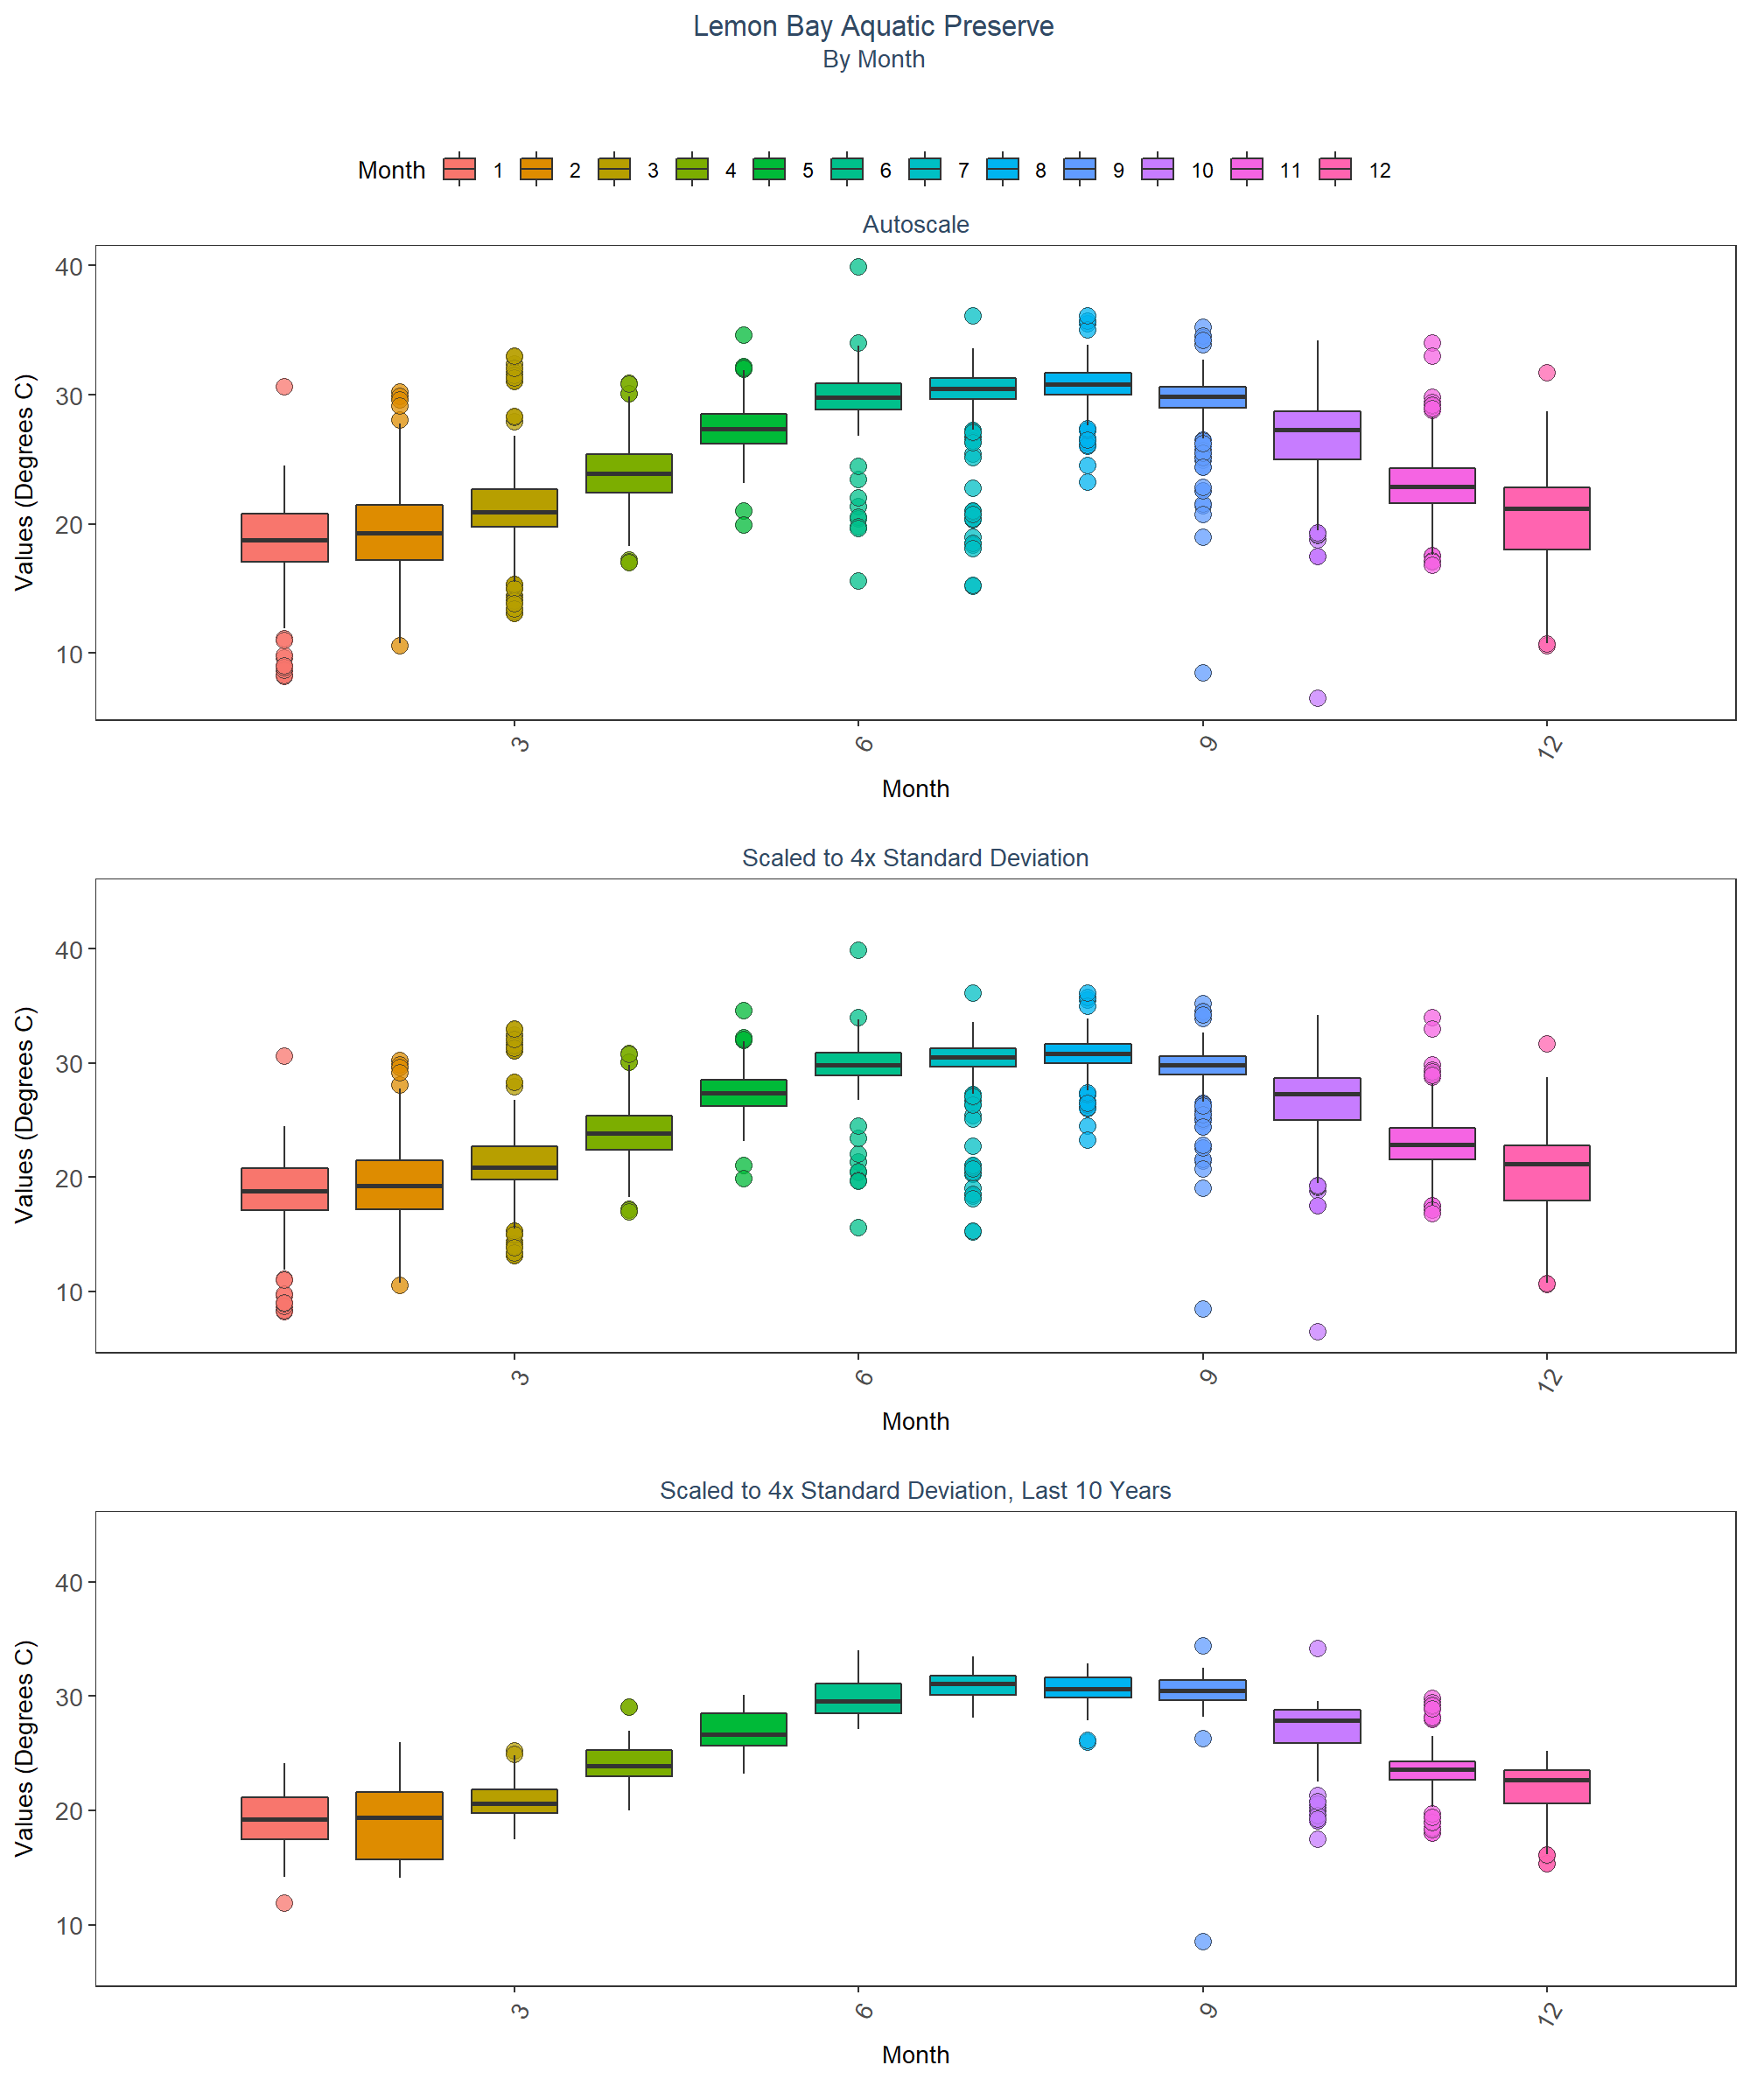 Lemon Bay Aquatic Preserve
By Month
Month 1 2 3 4 5 6 7 8 9 10 11 12
Autoscale
Values (Degrees C)
40
30
20
10
3 6 9 12
Month
Scaled to 4x Standard Deviation
Values (Degrees C)
40
30
20
10
3 6 9 12
Month
Scaled to 4x Standard Deviation, Last 10 Years
Values (Degrees C)
40
30
20
10
3 6 9 12
Month